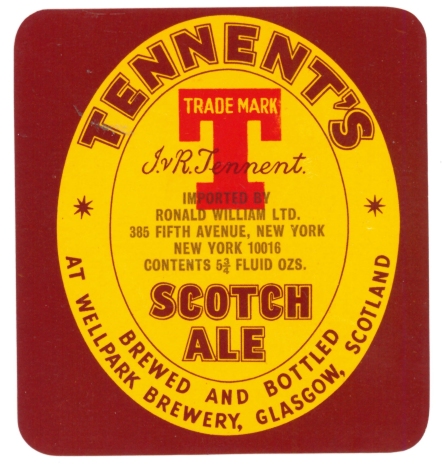 TENNENT'S
TRADE MARK
T
J.&R. Tennent.
IMPORTED BY
RONALD WILLIAM LTD.
385 FIFTH AVENUE, NEW YORK
NEW YORK 10016
CONTENTS 5¾ FLUID OZS.
SCOTCH
ALE
BREWED AND BOTTLED
AT WELLPARK BREWERY, GLASGOW, SCOTLAND